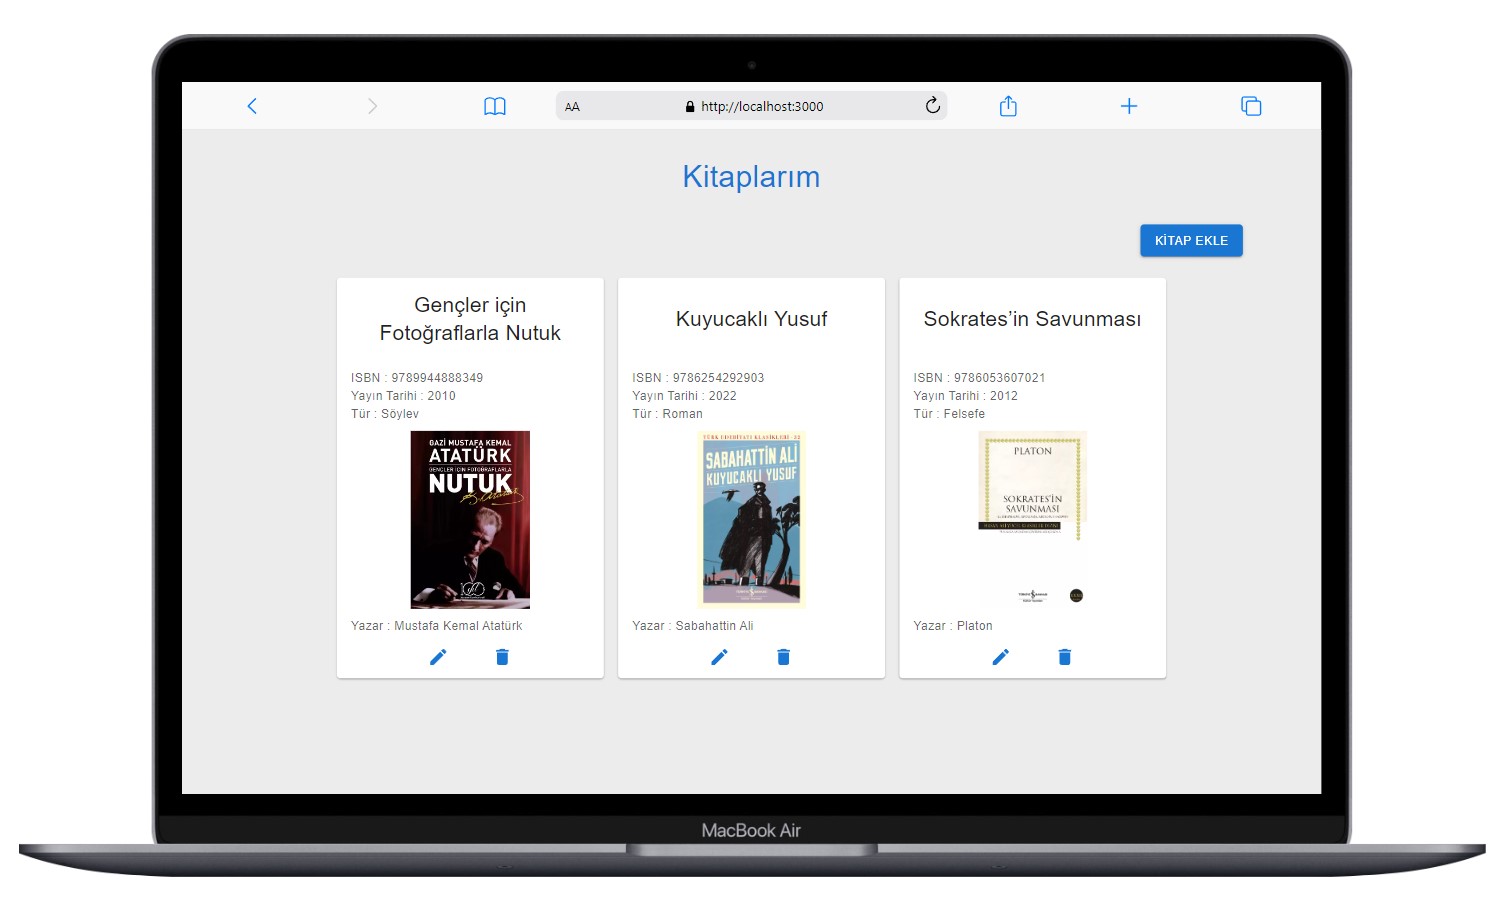 AA
http://localhost:3000
Kitaplarım
KİTAP EKLE
Gençler için
Fotoğraflarla Nutuk
ISBN : 9789944888349
Yayın Tarihi : 2010
Tür : Söylev
GAZİ MUSTAFA KEMAL
ATATÜRK
GENÇLER İÇİN FOTOĞRAFLARLA
NUTUK
Yazar : Mustafa Kemal Atatürk
Kuyucaklı Yusuf
ISBN : 9786254292903
Yayın Tarihi : 2022
Tür : Roman
TÜRK EDEBİYATI KLASİKLERİ - 22
SABAHATTİN ALİ
KUYUCAKLI YUSUF
Yazar : Sabahattin Ali
Sokrates’in Savunması
ISBN : 9786053607021
Yayın Tarihi : 2012
Tür : Felsefe
PLATON
SOKRATES'İN
SAVUNMASI
Yazar : Platon
MacBook Air